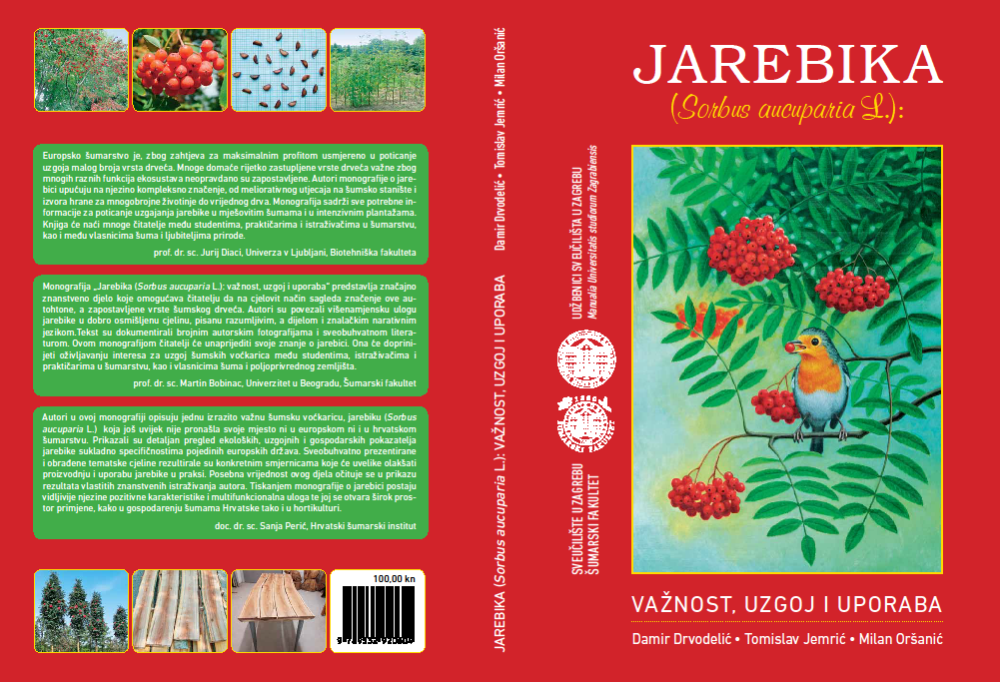 Europsko šumarstvo je, zbog zahtjeva za maksimalnim profitom usmjereno u poticanje
uzgoja malog broja vrsta drveća. Mnoge domaće rijetko zastupljene vrste drveća važne zbog
mnogih raznih funkcija ekosustava neopravdano su zapostavljene. Autori monografije o jare-
bici upućuju na njezino kompleksno značenje, od meliorativnog utjecaja na šumsko stanište i
izvora hrane za mnogobrojne životinje do vrijednog drva. Monografija sadrži sve potrebne in-
formacije za poticanje uzgajanja jarebike u mješovitim šumama i u intenzivnim plantažama.
Knjiga će naći mnoge čitatelje među studentima, praktičarima i istraživačima u šumarstvu,
kao i među vlasnicima šuma i ljubiteljima prirode.
prof. dr. sc. Jurij Diaci, Univerza v Ljubljani, Biotehniška fakulteta
Monografija „Jarebika (Sorbus aucuparia L.): važnost, uzgoj i uporaba“ predstavlja značajno
znanstveno djelo koje omogućava čitatelju da na cjelovit način sagleda značenje ove au-
tohtone, a zapostavljene vrste šumskog drveća. Autori su povezali višenamjensku ulogu
jarebike u dobro osmišljenu cjelinu, pisanu razumljivim, a dijelom i znalačkim narativnim
jezikom.Tekst su dokumentirali brojnim autorskim fotografijama i sveobuhvatnom litera-
turom. Ovom monografijom čitatelji će unaprijediti svoje znanje o jarebici. Ona će doprini-
jeti oživljavanju interesa za uzgoj šumskih voćkarica među studentima, istraživačima i
praktičarima u šumarstvu, kao i vlasnicima šuma i poljoprivrednog zemljišta.
prof. dr. sc. Martin Bobinac, Univerzitet u Beogradu, Šumarski fakultet
Autori u ovoj monografiji opisuju jednu izrazito važnu šumsku voćkaricu, jarebiku (Sorbus
aucuparia L.) koja još uvijek nije pronašla svoje mjesto ni u europskom ni i u hrvatskom
šumarstvu. Prikazali su detaljan pregled ekoloških, uzgojnih i gospodarskih pokazatelja
jarebike sukladno specifičnostima pojedinih europskih država. Sveobuhvatno prezentirane
i obrađene tematske cjeline rezultirale su konkretnim smjernicama koje će uvelike olakšati
proizvodnju i uporabu jarebike u praksi. Posebna vrijednost ovog djela očituje se u prikazu
rezultata vlastitih znanstvenih istraživanja autora. Tiskanjem monografije o jarebici postaju
vidljivije njezine pozitivne karakteristike i multifunkcionalna uloga te joj se otvara širok pros-
tor primjene, kako u gospodarenju šumama Hrvatske tako i u hortikulturi.
doc. dr. sc. Sanja Perić, Hrvatski šumarski institut
100,00 kn
JAREBIKA (Sorbus aucuparia L.): VAŽNOST, UZGOJ I UPORABA Damir Drvodelić • Tomislav Jemrić • Milan Oršanić
UDŽBENICI SVEUČILIŠTA U ZAGREBU
Manualia Universitatis studiorum Zagrabiensis
SVEUČILIŠTE U ZAGREBU
ŠUMARSKI FAKULTET
JAREBIKA
(Sorbus aucuparia L.):
VAŽNOST, UZGOJ I UPORABA
Damir Drvodelić • Tomislav Jemrić • Milan Oršanić